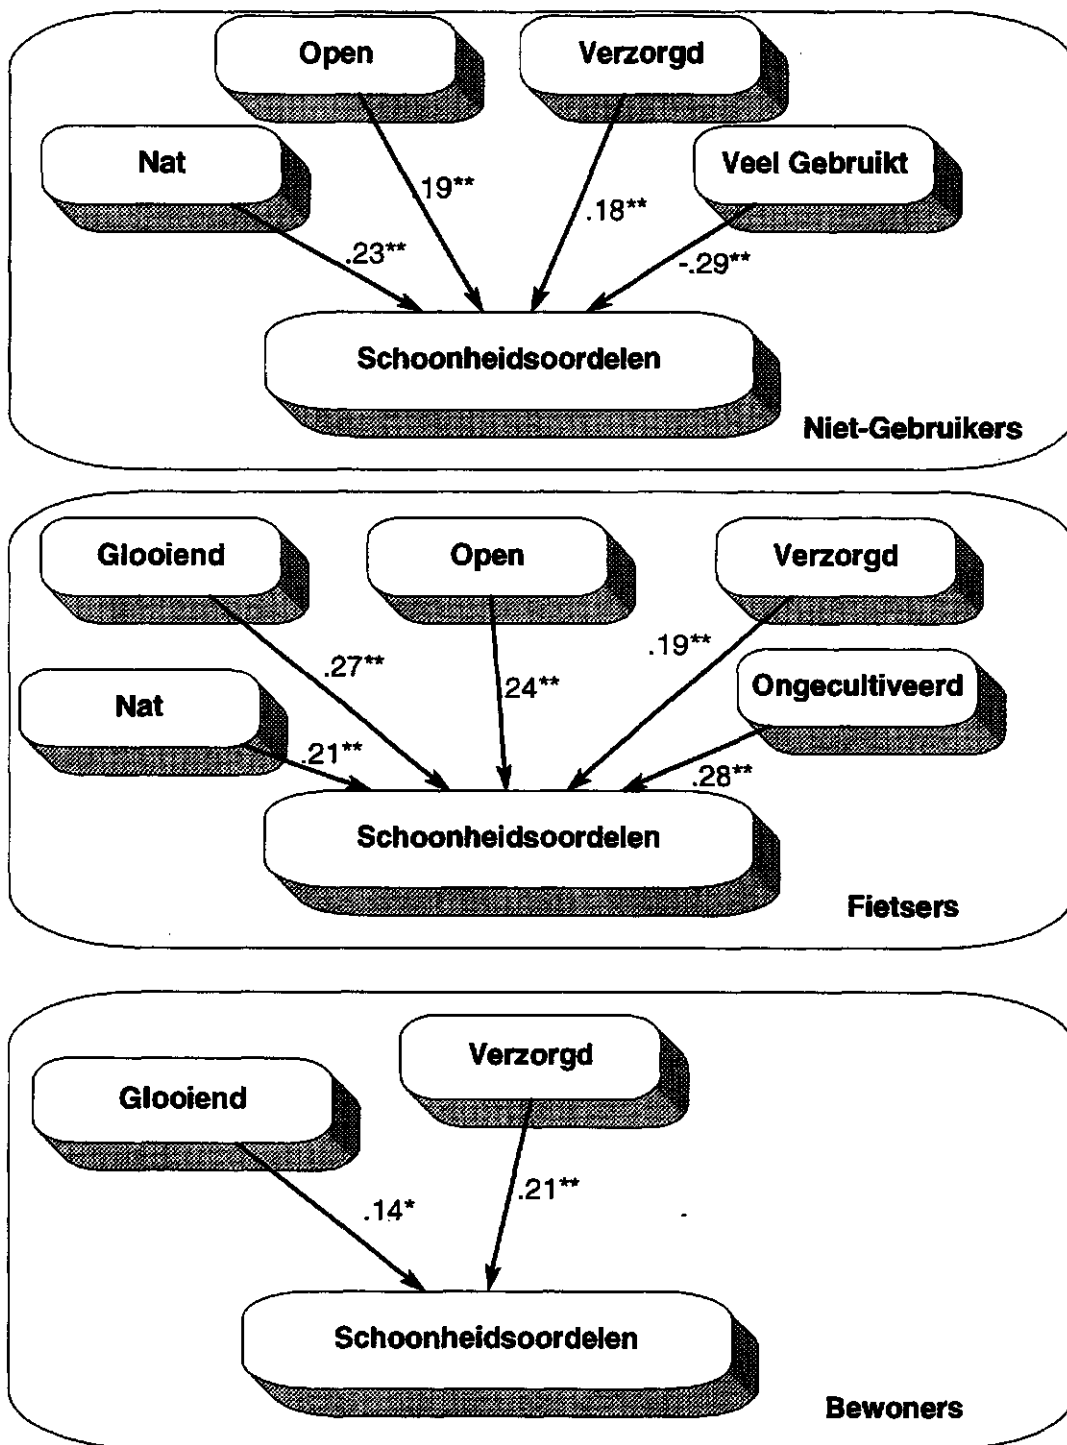 Open
Verzorgd
Nat
Veel Gebruikt
.19**
.18**
.23**
-.29**
Schoonheidsoordelen
Niet-Gebruikers
Glooiend
Open
Verzorgd
.27**
.24**
.19**
Nat
Ongecultiveerd
.21**
.28**
Schoonheidsoordelen
Fietsers
Verzorgd
Glooiend
.14*
.21**
Schoonheidsoordelen
Bewoners